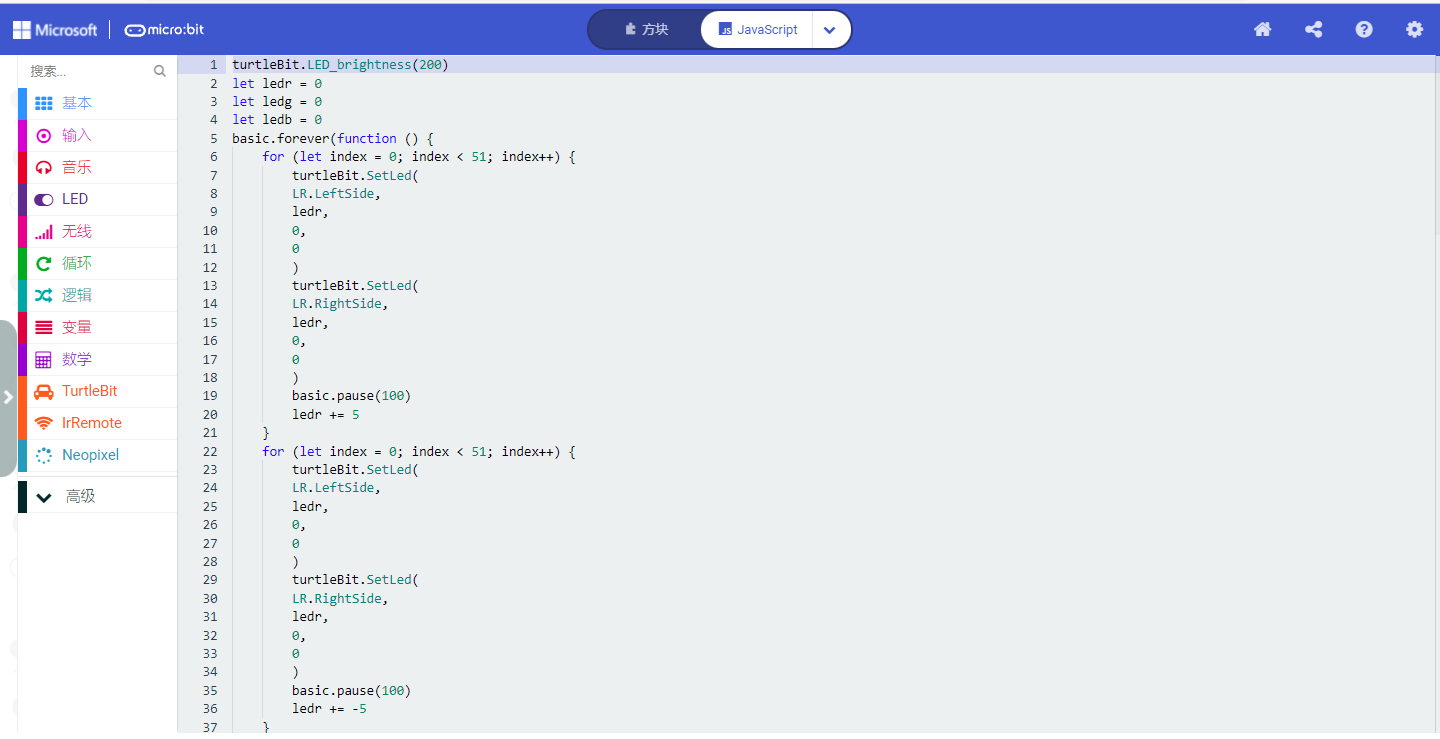 Microsoft micro:bit 方块 JavaScript
搜索...
基本
输入
音乐
LED
无线
循环
逻辑
变量
数学
TurtleBit
IrRemote
Neopixel
高级
1 turtleBit.LED_brightness(200)
2 let ledr = 0
3 let ledg = 0
4 let ledb = 0
5 basic.forever(function () {
6 for (let index = 0; index < 51; index++) {
7 turtleBit.SetLed(
8 LR.LeftSide,
9 ledr,
10 0,
11 0
12 )
13 turtleBit.SetLed(
14 LR.RightSide,
15 ledr,
16 0,
17 0
18 )
19 basic.pause(100)
20 ledr += 5
21 }
22 for (let index = 0; index < 51; index++) {
23 turtleBit.SetLed(
24 LR.LeftSide,
25 ledr,
26 0,
27 0
28 )
29 turtleBit.SetLed(
30 LR.RightSide,
31 ledr,
32 0,
33 0
34 )
35 basic.pause(100)
36 ledr += -5
37 }